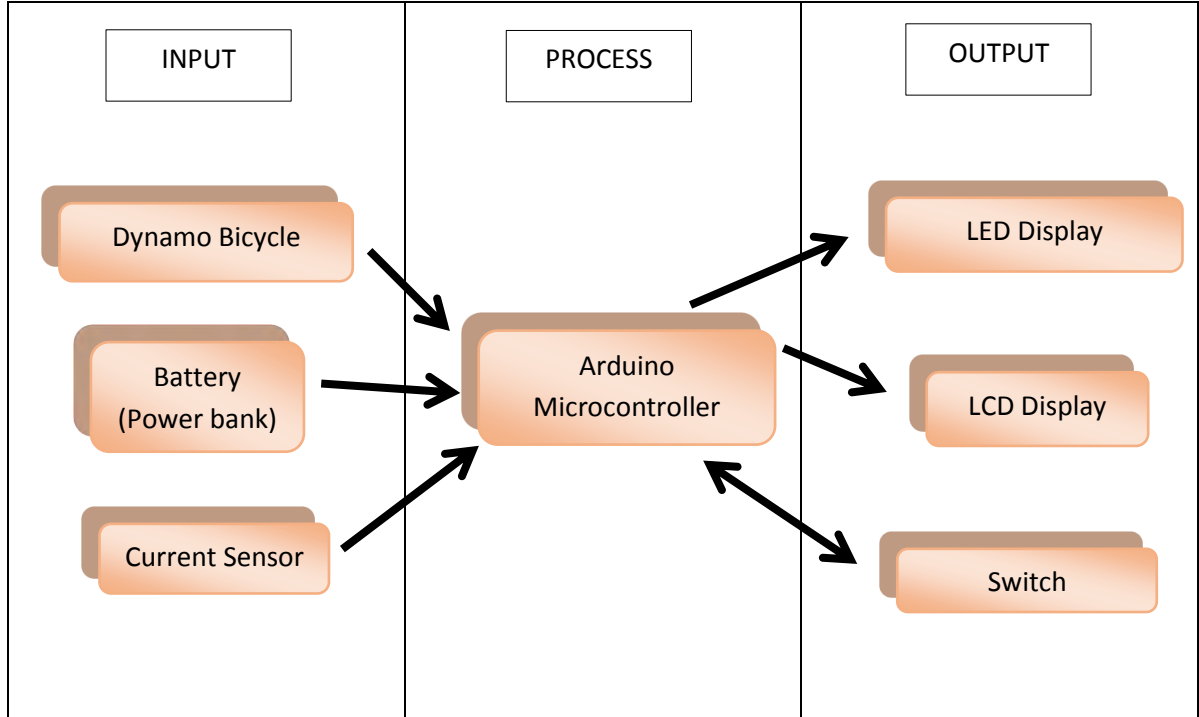 INPUT
PROCESS
OUTPUT
Dynamo Bicycle
Battery
(Power bank)
Current Sensor
Arduino
Microcontroller
LED Display
LCD Display
Switch